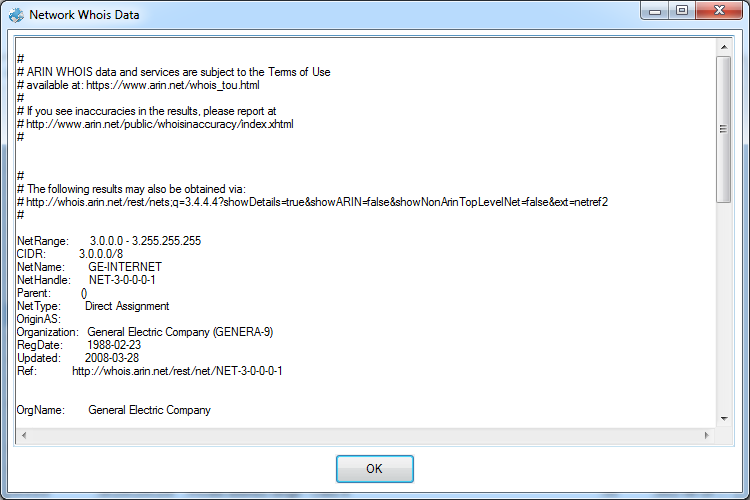 Network Whois Data
#
# ARIN WHOIS data and services are subject to the Terms of Use
# available at: https://www.arin.net/whois_tou.html
#
# If you see inaccuracies in the results, please report at
# http://www.arin.net/public/whoisinaccuracy/index.xhtml
#
#
# The following results may also be obtained via:
# http://whois.arin.net/rest/nets;q=3.4.4.4?showDetails=true&showARIN=false&showNonArinTopLevelNet=false&ext=netref2
#
NetRange: 3.0.0.0 - 3.255.255.255
CIDR: 3.0.0.0/8
NetName: GE-INTERNET
NetHandle: NET-3-0-0-0-1
Parent: ()
NetType: Direct Assignment
OriginAS:
Organization: General Electric Company (GENERA-9)
RegDate: 1988-02-23
Updated: 2008-03-28
Ref: http://whois.arin.net/rest/net/NET-3-0-0-0-1
OrgName: General Electric Company
OK